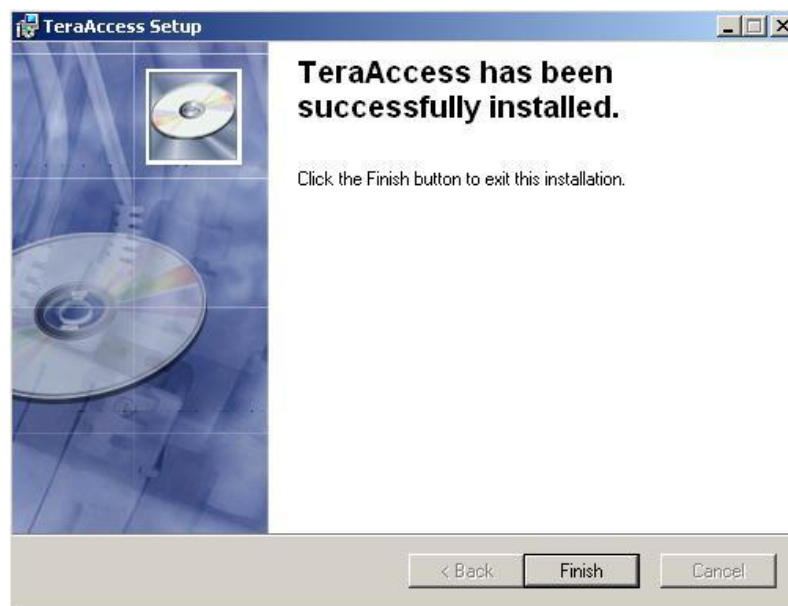 TeraAccess Setup
TeraAccess has been
successfully installed.
Click the Finish button to exit this installation.
< Back
Finish
Cancel